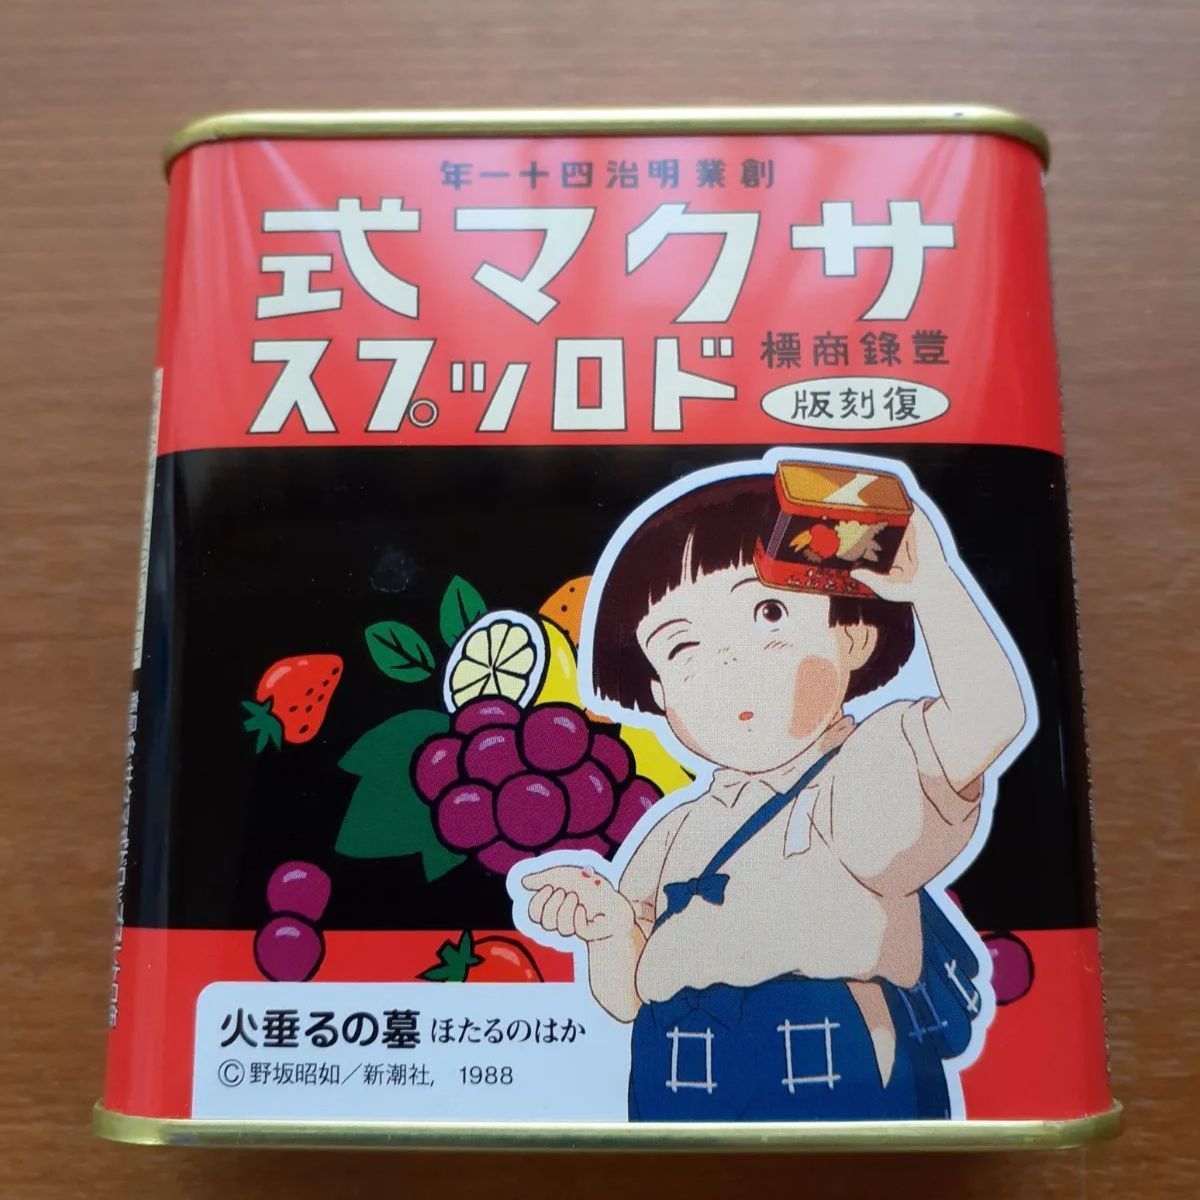 創業明治四十一年
サクマ式
ドロップス
登錄商標
復刻版
火垂るの墓 ほたるのはか
©野坂昭如／新潮社, 1988